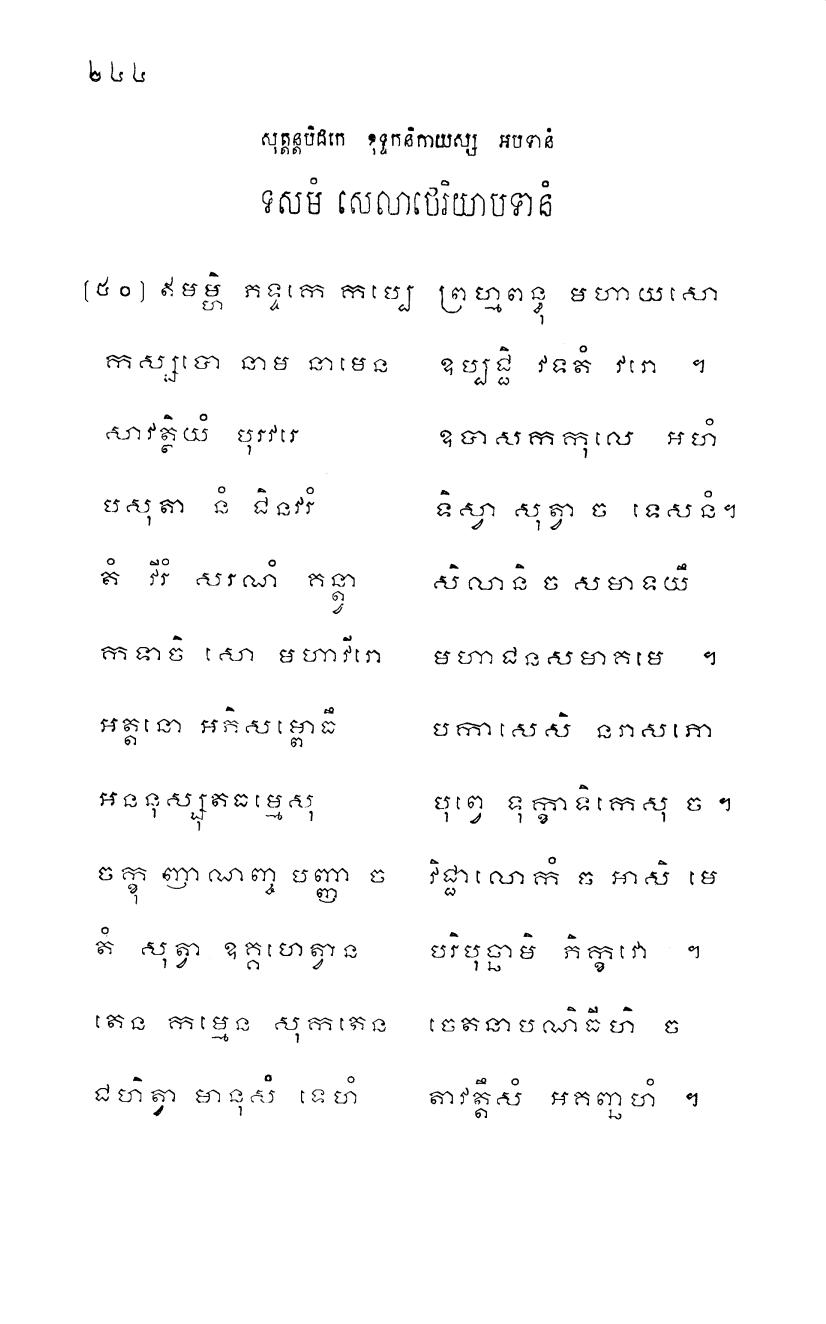 ២៤៤
សុត្តន្តបិដកេ ខុទ្ទកនិកាយស្ស អបទានំ
ទសមំ សេលាថេរិយាបទានំ
(៥០) ឥមម្ហិ ភទ្ទកេ កប្បេ ព្រហ្មពន្ធុ មហាយសោ
កស្សបោ នាម នាមេន ឧប្បជ្ជិ វទតំ វរោ ។
សាវត្ថិយំ បុរវរេ ឧបាសកកុលេ អហំ
បសុតា នំ ជិនវរំ ទិស្វា សុត្វា ច ទេសនំ។
តំ វីរំ សរណំ គន្ត្វា សិលានិ ច សមាទយឹ
កទាចិ សោ មហាវីរោ មហាជនសមាគមេ ។
អត្តនោ អភិសម្ពោធឹ បកាសេសិ នរាសភោ
អននុស្សុតធម្មេសុ បុព្វេ ទុក្ខាទិកេសុ ច ។
ចក្ខុ ញាណញ្ច បញ្ញា ច វិជ្ជាលោកំ ច អាសិ មេ
តំ សុត្វា ឧគ្គហេត្វាន បរិបុច្ឆាមិ ភិក្ខវោ ។
តេន កម្មេន សុកតេន ចេតនាបណិធីហិ ច
ជហិត្វា មានុសំ ទេហំ តាវត្តឹសំ អគញ្ឆហំ ។